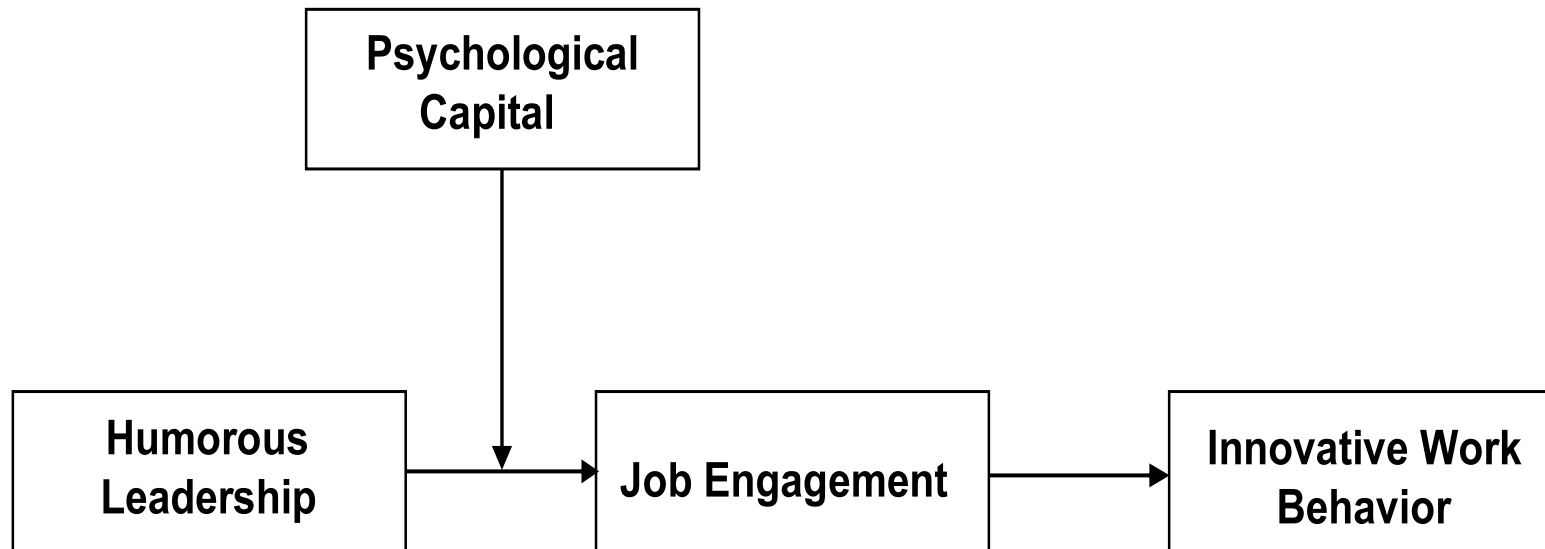 Psychological
Capital
Humorous
Leadership
Job Engagement
Innovative Work
Behavior